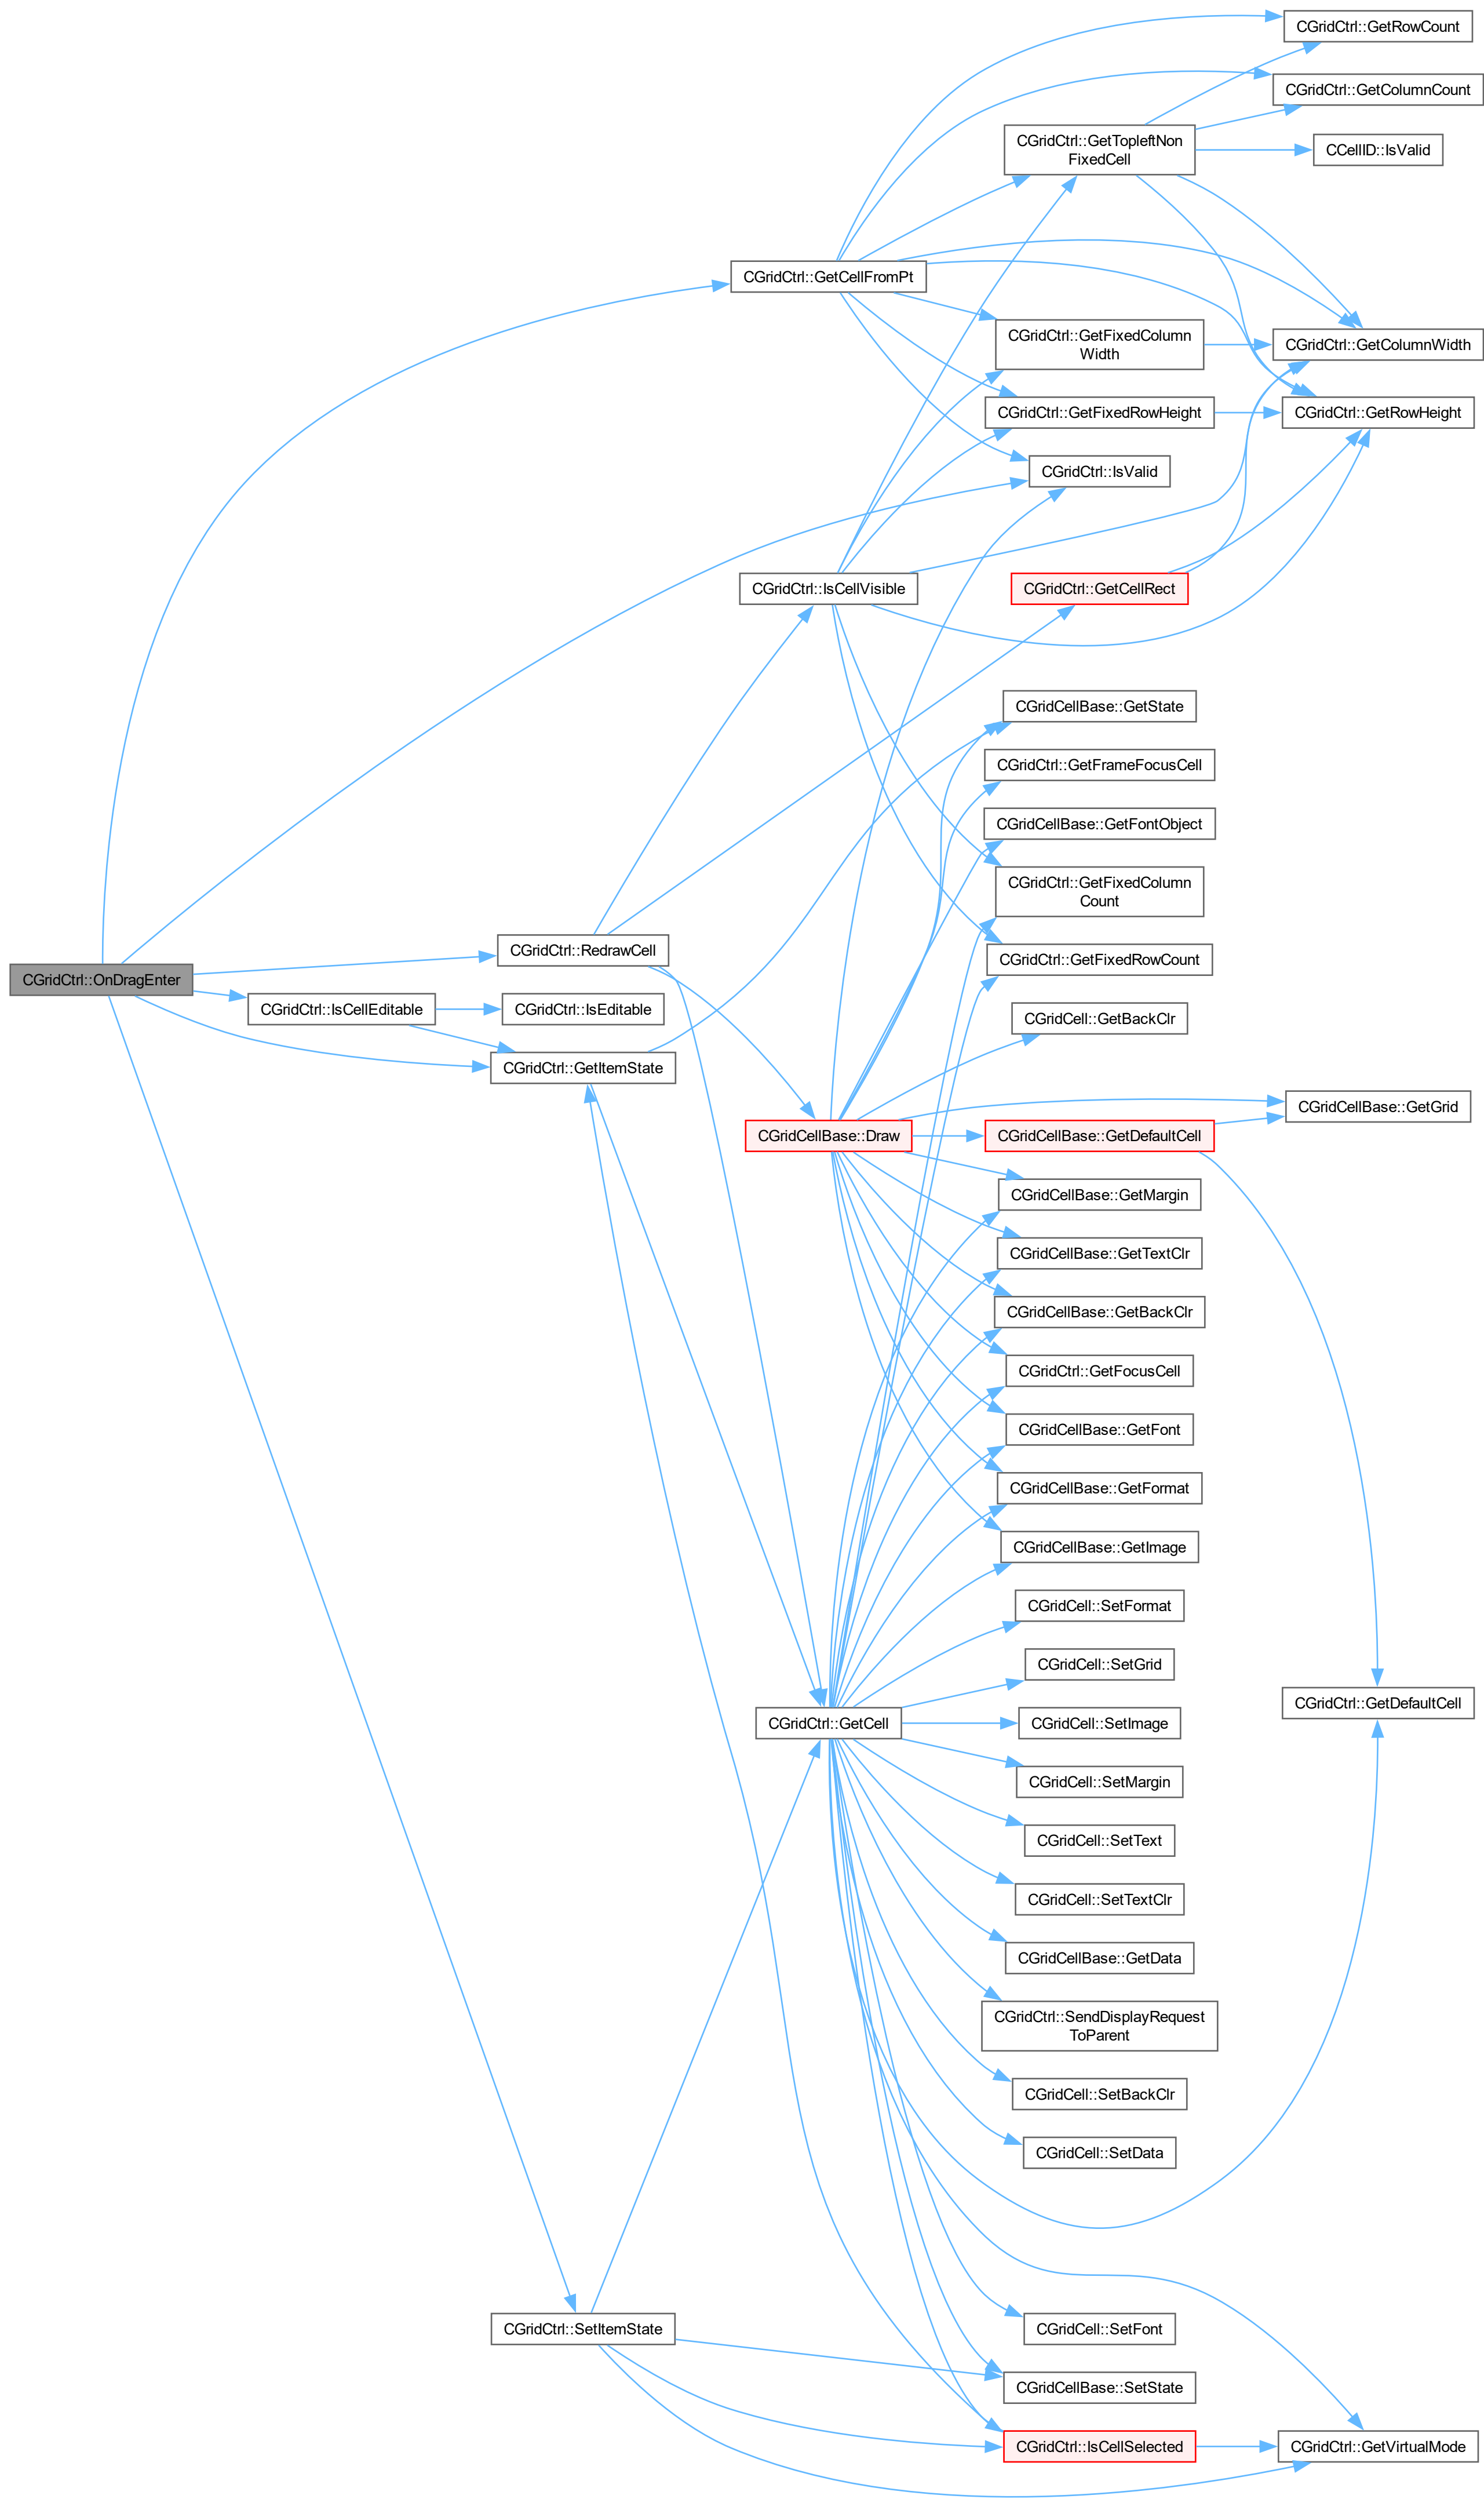 CGridCtrl::GetRowCount
CGridCtrl::GetColumnCount
CGridCtrl::GetTopleftNon
FixedCell
CCellID::IsValid
CGridCtrl::GetCellFromPt
CGridCtrl::GetFixedColumn
Width
CGridCtrl::GetColumnWidth
CGridCtrl::GetFixedRowHeight
CGridCtrl::GetRowHeight
CGridCtrl::IsValid
CGridCtrl::IsCellVisible
CGridCtrl::GetCellRect
CGridCellBase::GetState
CGridCtrl::GetFrameFocusCell
CGridCellBase::GetFontObject
CGridCtrl::GetFixedColumn
Count
CGridCtrl::RedrawCell
CGridCtrl::GetFixedRowCount
CGridCtrl::OnDragEnter
CGridCtrl::IsCellEditable
CGridCtrl::IsEditable
CGridCell::GetBackClr
CGridCtrl::GetItemState
CGridCellBase::GetGrid
CGridCellBase::Draw
CGridCellBase::GetDefaultCell
CGridCellBase::GetMargin
CGridCellBase::GetTextClr
CGridCellBase::GetBackClr
CGridCtrl::GetFocusCell
CGridCellBase::GetFont
CGridCellBase::GetFormat
CGridCellBase::GetImage
CGridCell::SetFormat
CGridCell::SetGrid
CGridCtrl::GetDefaultCell
CGridCtrl::GetCell
CGridCell::SetImage
CGridCell::SetMargin
CGridCell::SetText
CGridCell::SetTextClr
CGridCellBase::GetData
CGridCtrl::SendDisplayRequest
ToParent
CGridCell::SetBackClr
CGridCell::SetData
CGridCtrl::SetItemState
CGridCell::SetFont
CGridCellBase::SetState
CGridCtrl::IsCellSelected
CGridCtrl::GetVirtualMode